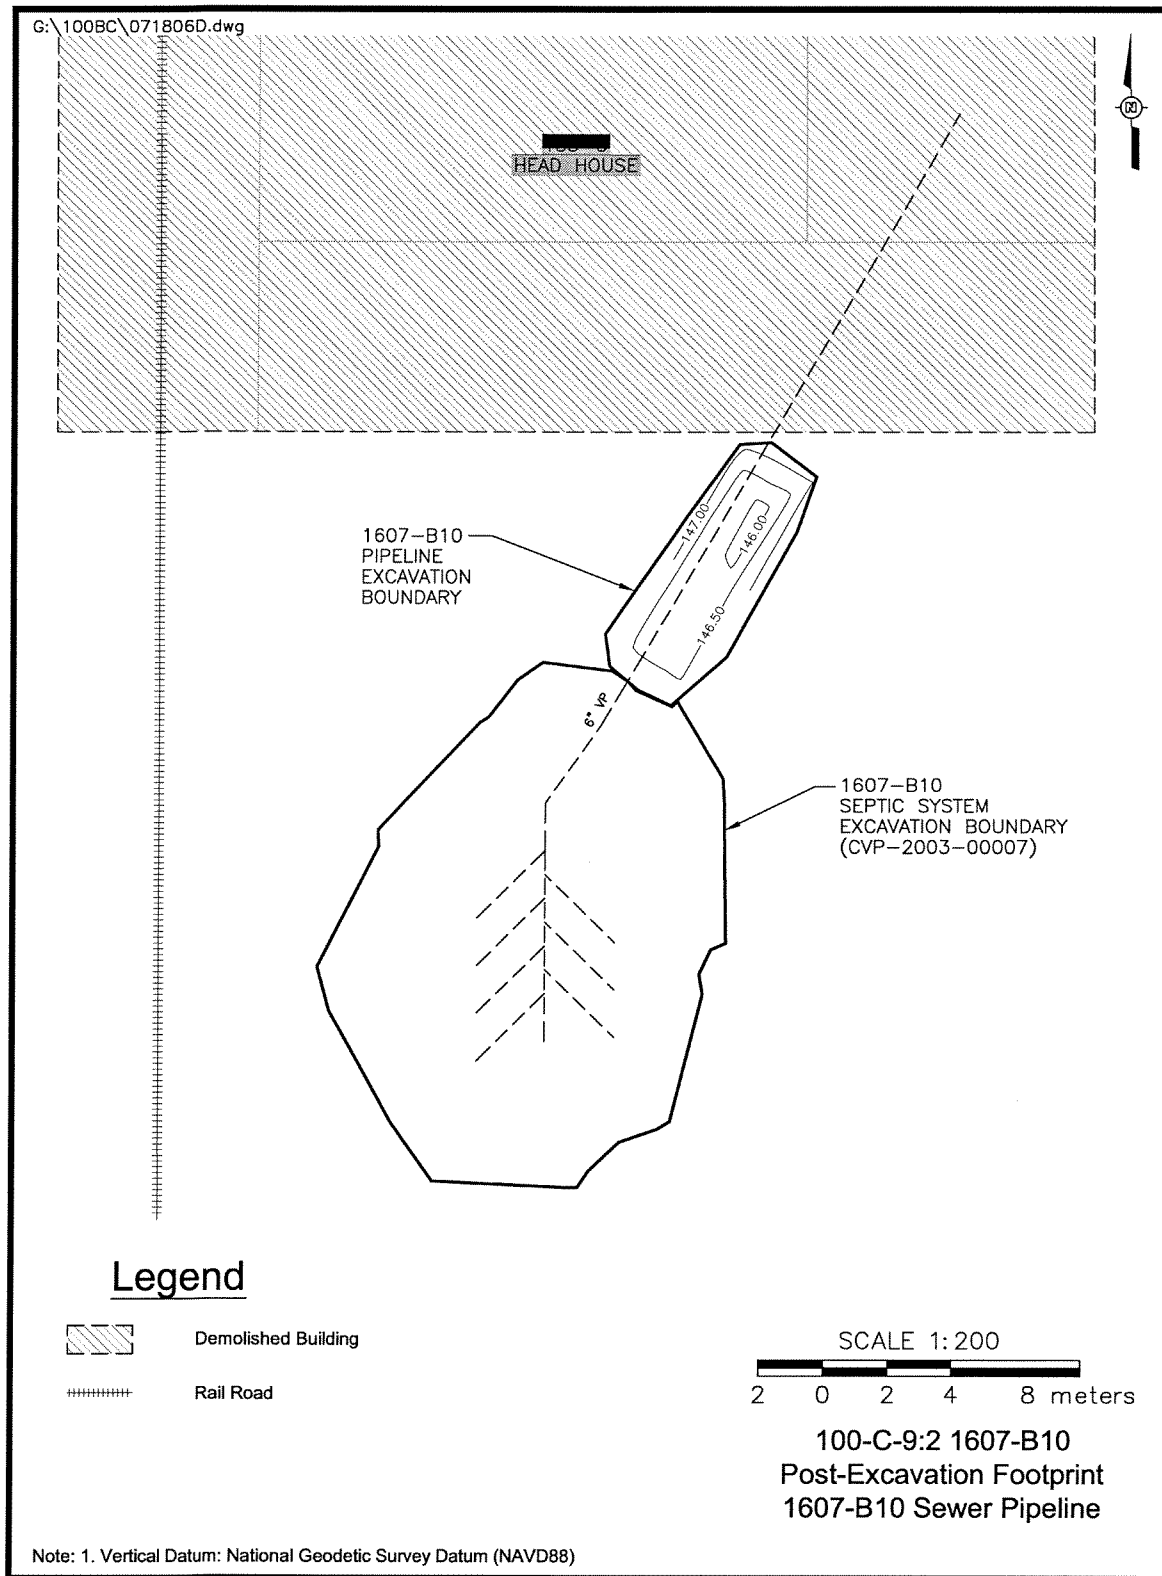 G:\100BC\071806D.dwg
N
HEAD HOUSE
147.00
146.00
146.50
1607-B10
PIPELINE
EXCAVATION
BOUNDARY
6" VP
1607-B10
SEPTIC SYSTEM
EXCAVATION BOUNDARY
(CVP-2003-00007)
Legend
Demolished Building
Rail Road
SCALE 1:200
2 0 2 4 8 meters
100-C-9:2 1607-B10
Post-Excavation Footprint
1607-B10 Sewer Pipeline
Note: 1. Vertical Datum: National Geodetic Survey Datum (NAVD88)